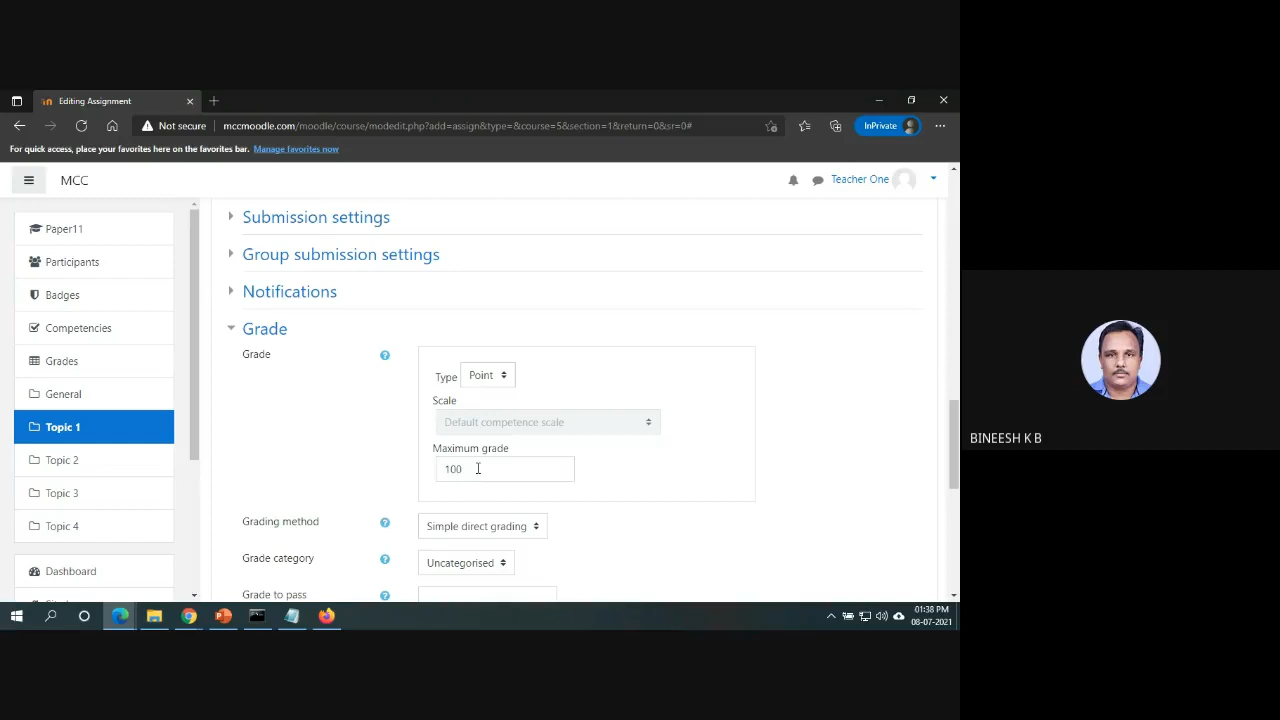 Editing Assignment
Not secure
mccmoodle.com/moodle/course/modedit.php?add=assign&type=&course=5&section=1&return=0&sr=0#
InPrivate
For quick access, place your favorites here on the favorites bar. Manage favorites now
MCC
Teacher One
Paper11
Participants
Badges
Competencies
Grades
General
Topic 1
Topic 2
Topic 3
Topic 4
Dashboard
Submission settings
Group submission settings
Notifications
Grade
Grade
Type Point
Scale
Default competence scale
Maximum grade
100
Grading method
Simple direct grading
Grade category
Uncategorised
Grade to pass
01:38 PM
08-07-2021
BINEESH K B